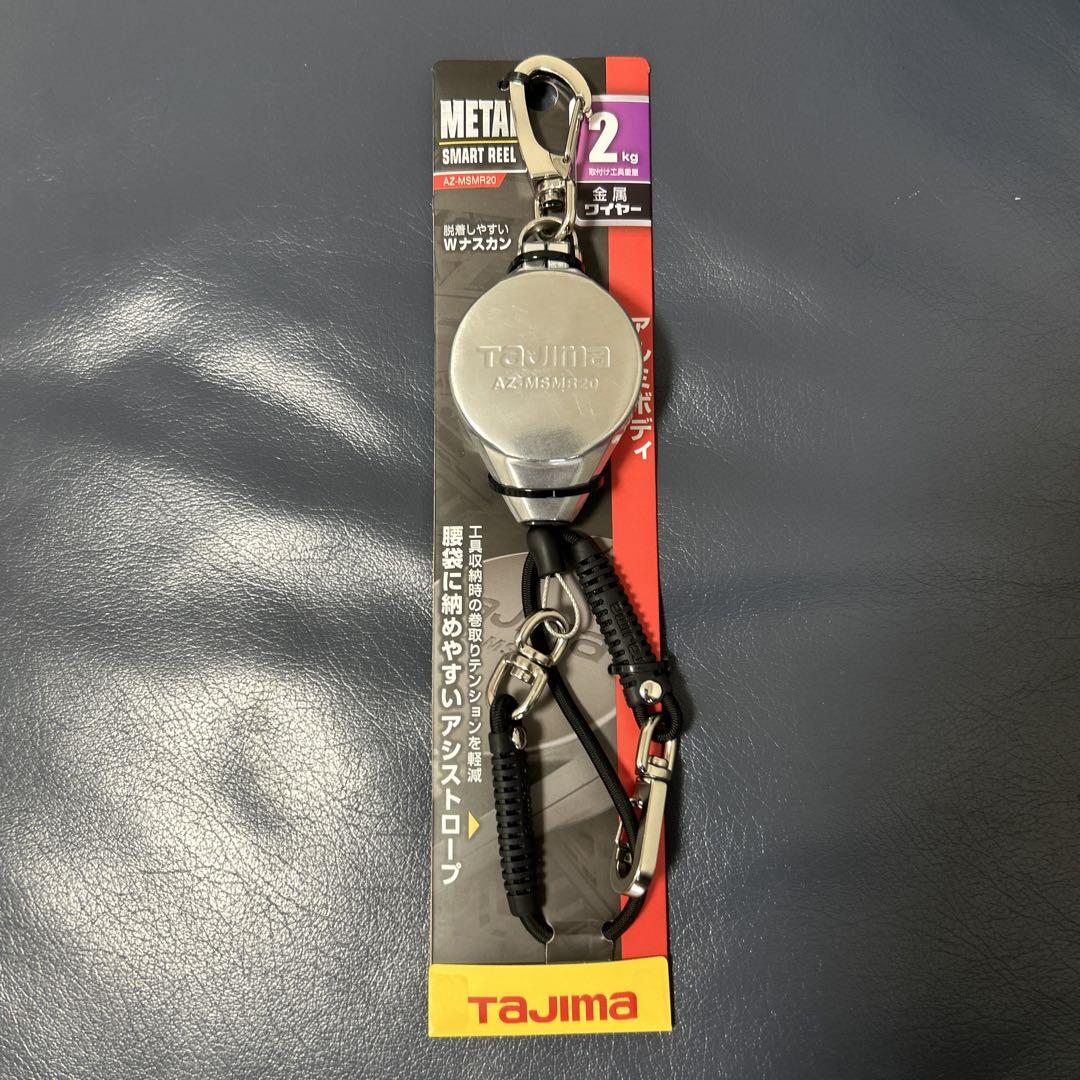 METAL
SMART REEL
AZ-MSMR20
2kg
取付け工具重量
金属
ワイヤー
脱着しやすい
Wナスカン
Tajima
AZ-MSMR20
アルミボディ
工具収納時の巻取りテンションを軽減
腰袋に納めやすいアシストロープ
Tajima